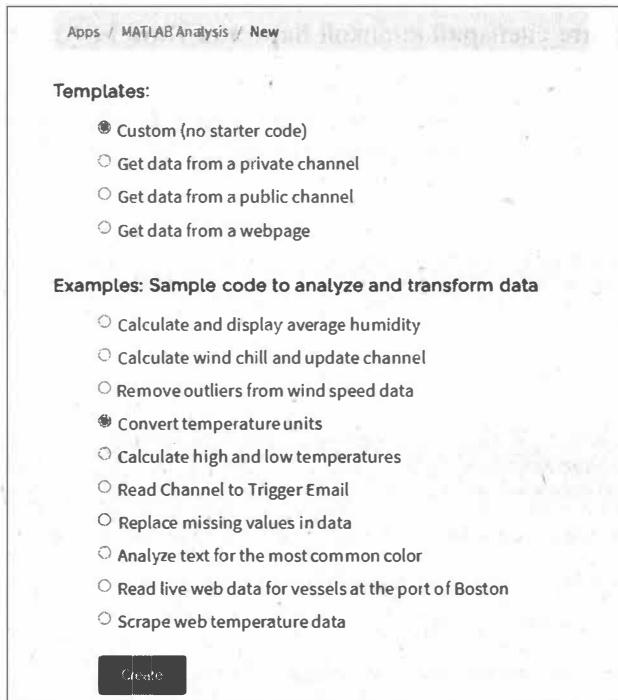 Apps / MATLAB Analysis / New
Templates:
Custom (no starter code)
Get data from a private channel
Get data from a public channel
Get data from a webpage
Examples: Sample code to analyze and transform data
Calculate and display average humidity
Calculate wind chill and update channel
Remove outliers from wind speed data
Convert temperature units
Calculate high and low temperatures
Read Channel to Trigger Email
Replace missing values in data
Analyze text for the most common color
Read live web data for vessels at the port of Boston
Scrape web temperature data
Create